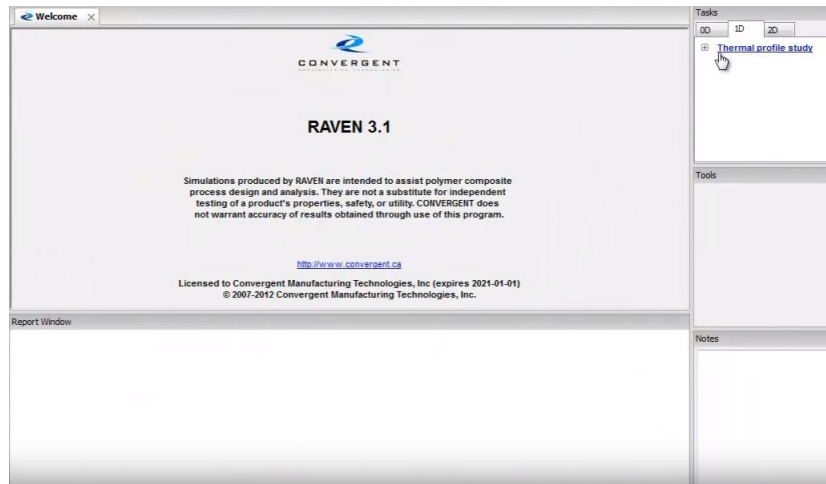 Welcome
CONVERGENT
RAVEN 3.1
Simulations produced by RAVEN are intended to assist polymer composite
process design and analysis. They are not a substitute for independent
testing of a product's properties, safety, or utility. CONVERGENT does
not warrant accuracy of results obtained through use of this program.
http://www.convergent.ca
Licensed to Convergent Manufacturing Technologies, Inc (expires 2021-01-01)
© 2007-2012 Convergent Manufacturing Technologies, Inc.
Report Window
Tasks
0D 1D 2D
Thermal profile study
Tools
Notes